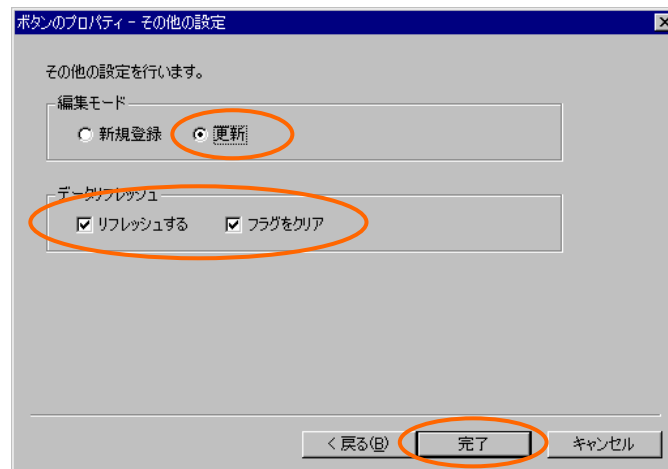 ボタンのプロパティ - その他の設定
その他の設定を行います。
編集モード
新規登録 更新
データリフレッシュ
リフレッシュする フラグをクリア
< 戻る(B) 完了 キャンセル